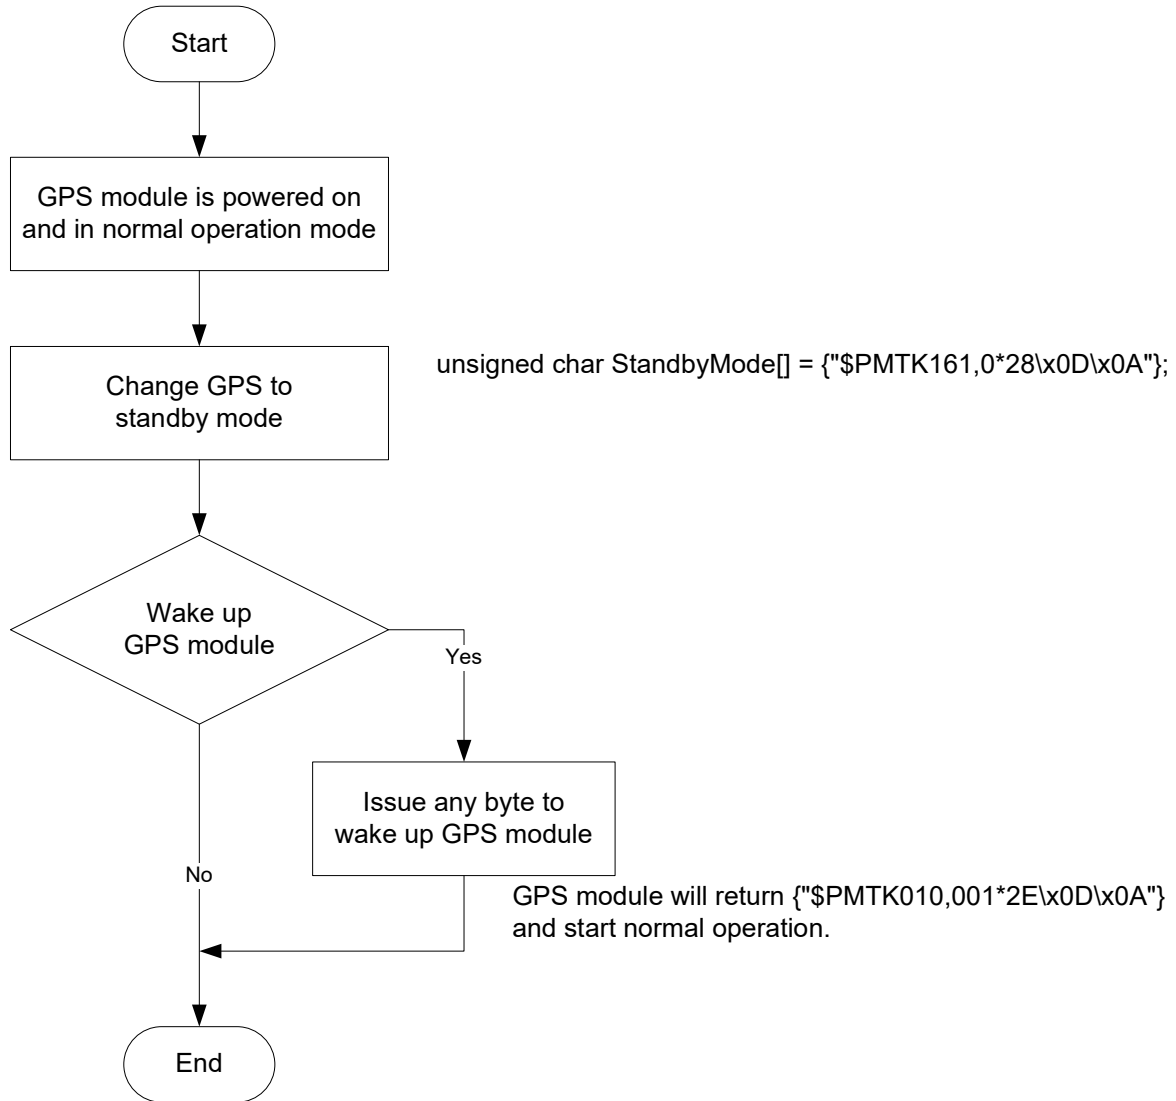 Start
GPS module is powered on
and in normal operation mode
Change GPS to
standby mode
unsigned char StandbyMode[] = {"$PMTK161,0*28\x0D\x0A"};
Wake up
GPS module
Yes
Issue any byte to
wake up GPS module
No
GPS module will return {"$PMTK010,001*2E\x0D\x0A"}
and start normal operation.
End